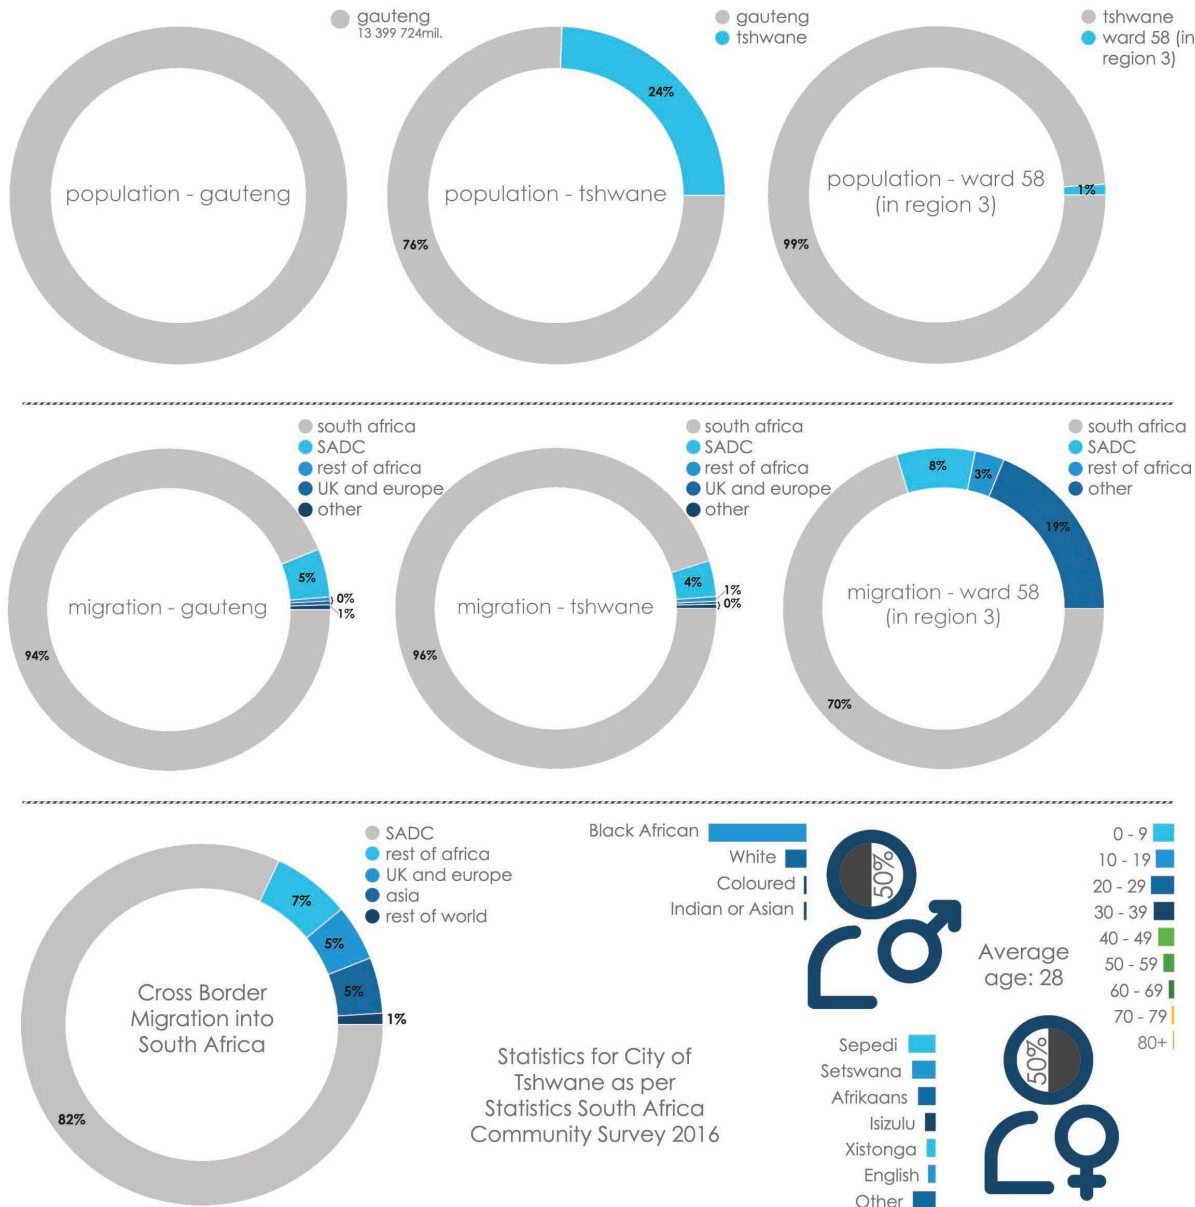 gauteng
13 399 724mil.
population - gauteng
gauteng
tshwane
24%
population - tshwane
76%
tshwane
ward 58 (in
region 3)
population - ward 58
(in region 3)
1%
99%
south africa
SADC
rest of africa
UK and europe
other
5%
0%
1%
migration - gauteng
94%
south africa
SADC
rest of africa
UK and europe
other
4%
1%
0%
migration - tshwane
96%
south africa
SADC
rest of africa
other
8%
3%
19%
migration - ward 58
(in region 3)
70%
SADC
rest of africa
UK and europe
asia
rest of world
7%
5%
5%
1%
Cross Border
Migration into
South Africa
82%
Black African
White
Coloured
Indian or Asian
50%
Average
age: 28
0 - 9
10 - 19
20 - 29
30 - 39
40 - 49
50 - 59
60 - 69
70 - 79
80+
Statistics for City of
Tshwane as per
Statistics South Africa
Community Survey 2016
Sepedi
Setswana
Afrikaans
Isizulu
Xistonga
English
Other
50%